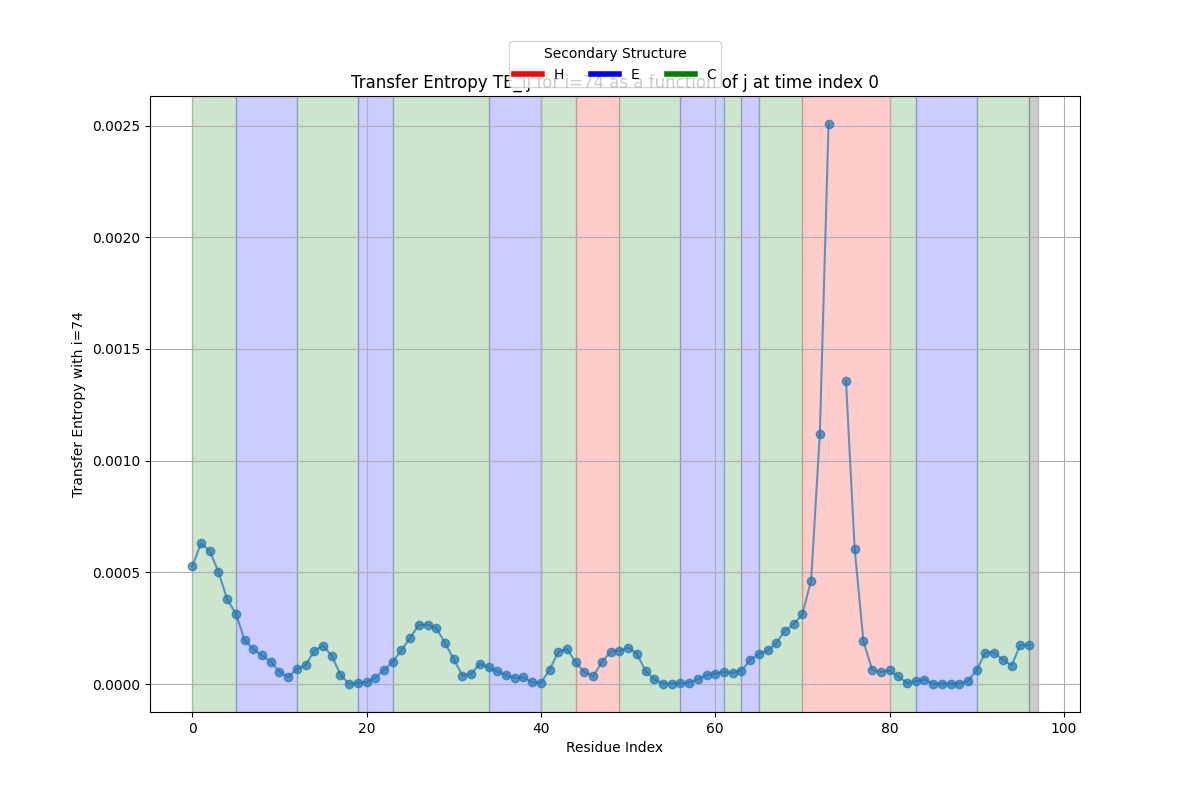 Secondary Structure
H E C
Transfer Entropy TE_ij for i=74 as a function of j at time index 0
0.0025
0.0020
0.0015
0.0010
0.0005
0.0000
Transfer Entropy with i=74
0 20 40 60 80 100
Residue Index